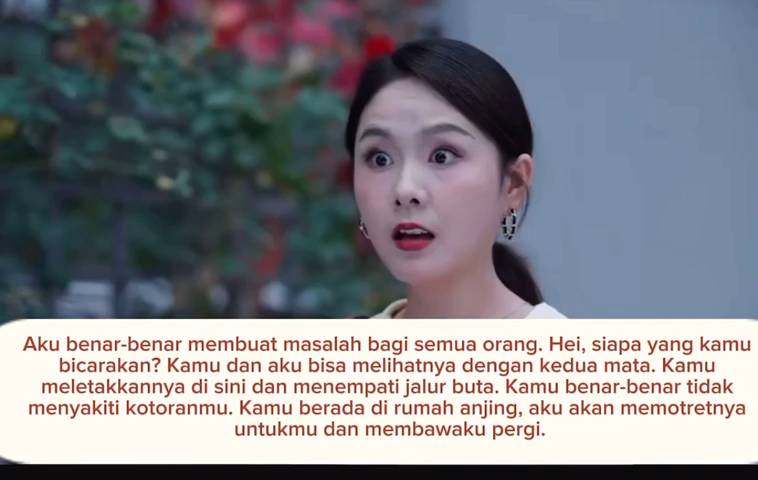 Aku benar-benar membuat masalah bagi semua orang. Hei, siapa yang kamu
bicarakan? Kamu dan aku bisa melihatnya dengan kedua mata. Kamu
meletakkannya di sini dan menempati jalur buta. Kamu benar-benar tidak
menyakiti kotoranmu. Kamu berada di rumah anjing, aku akan memotretnya
untukmu dan membawaku pergi.